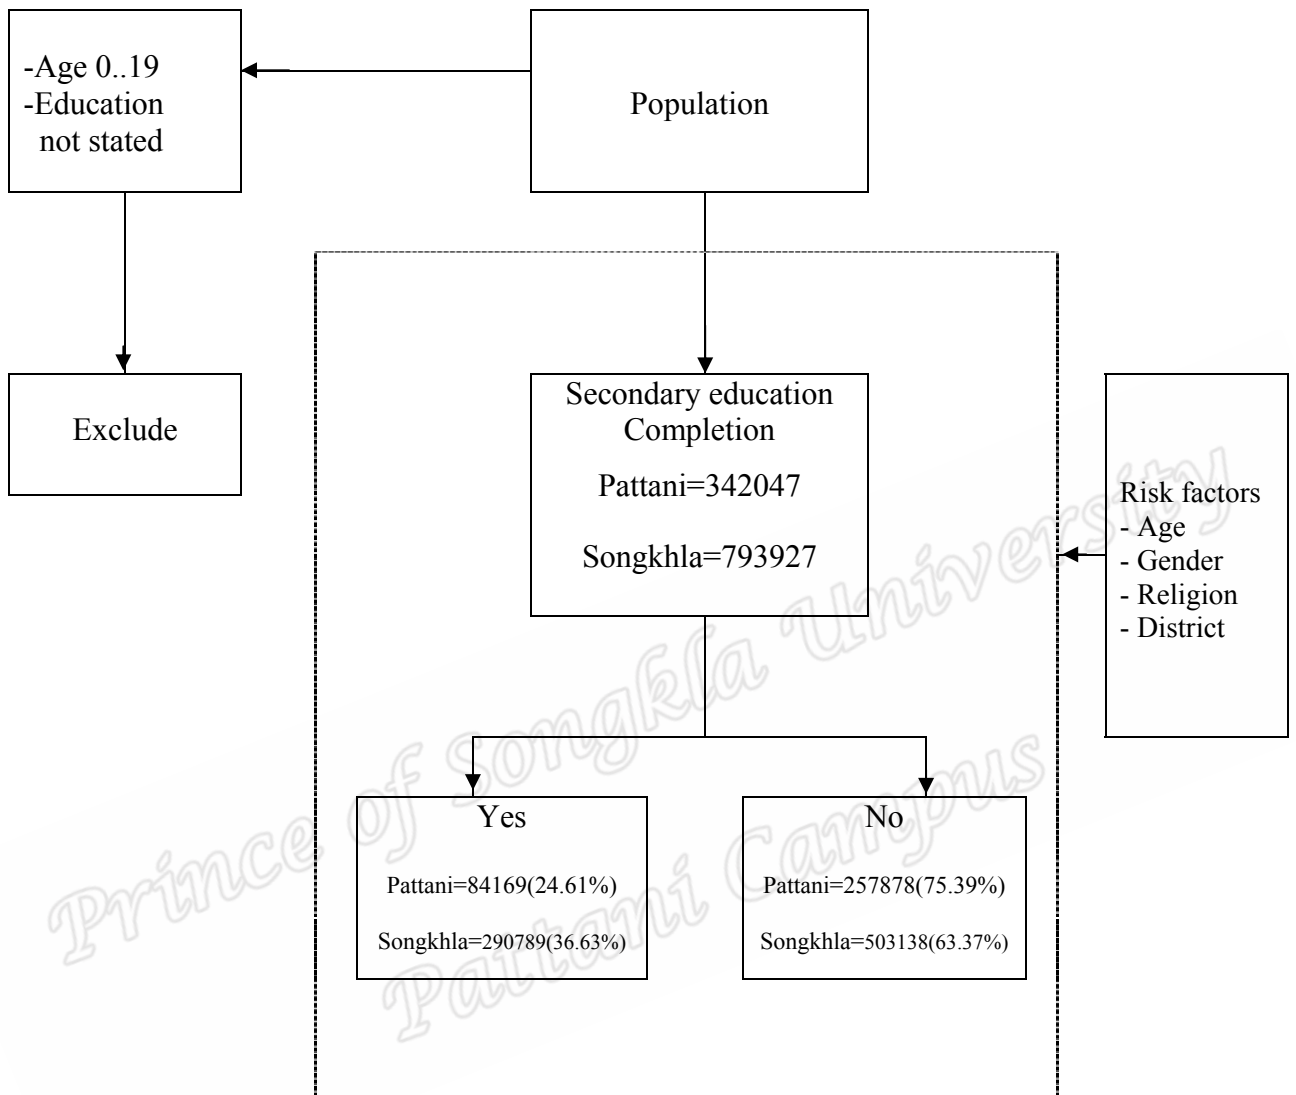 -Age 0..19
-Education
not stated
Population
Exclude
Secondary education
Completion
Pattani=342047
Songkhla=793927
Risk factors
- Age
- Gender
- Religion
- District
Yes
Pattani=84169(24.61%)
Songkhla=290789(36.63%)
No
Pattani=257878(75.39%)
Songkhla=503138(63.37%)
Prince of Songkla University
Pattani Campus